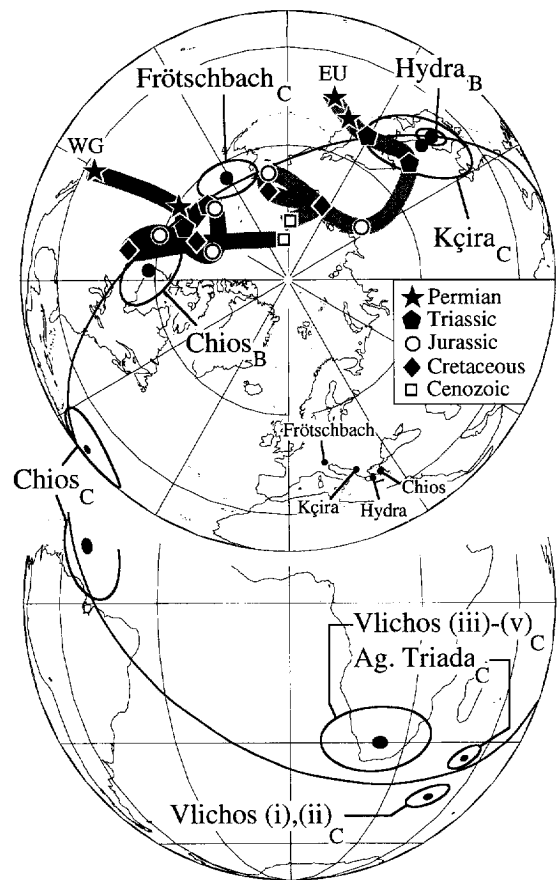 Frötschbach C
EU
Hydra B
WG
Kçira C
Chios B
Permian
Triassic
Jurassic
Cretaceous
Cenozoic
Frötschbach
Chios
Kçira
Hydra
Chios C
Vlichos (iii)-(v) C
Ag. Triada C
Vlichos (i),(ii) C